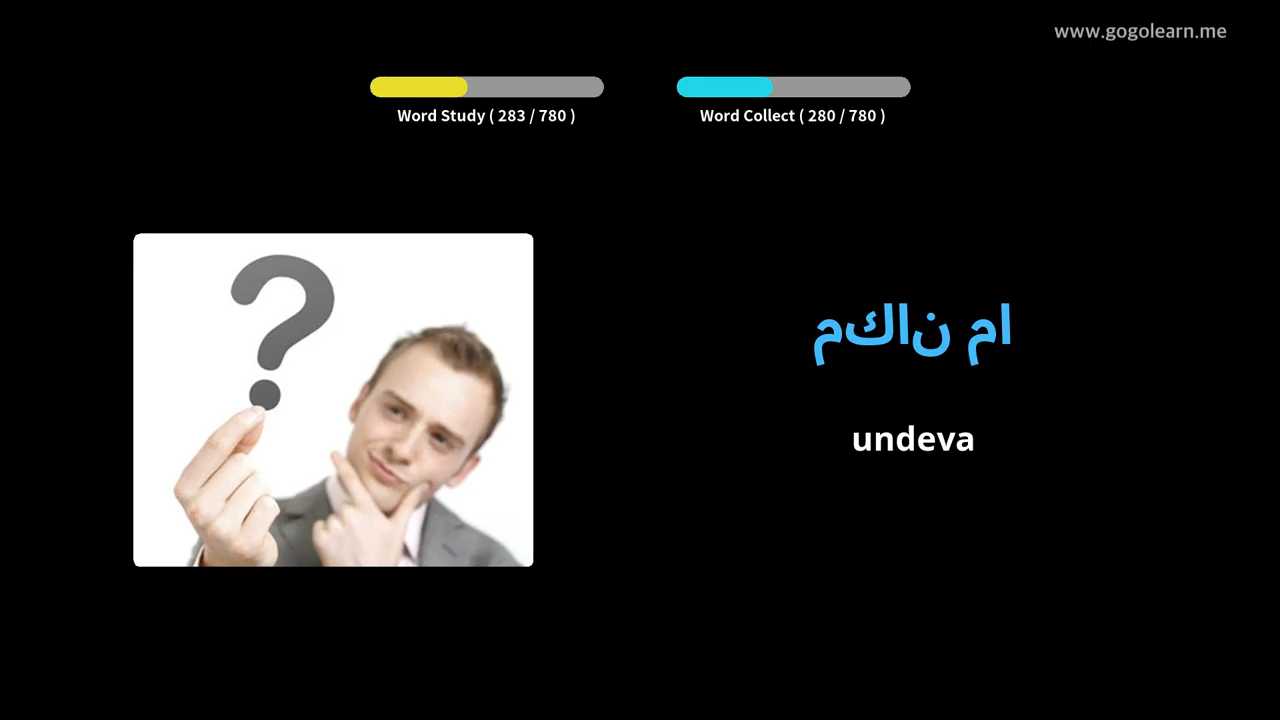 www.gogolearn.me
Word Study ( 283 / 780 )
Word Collect ( 280 / 780 )
مكان ما
undeva